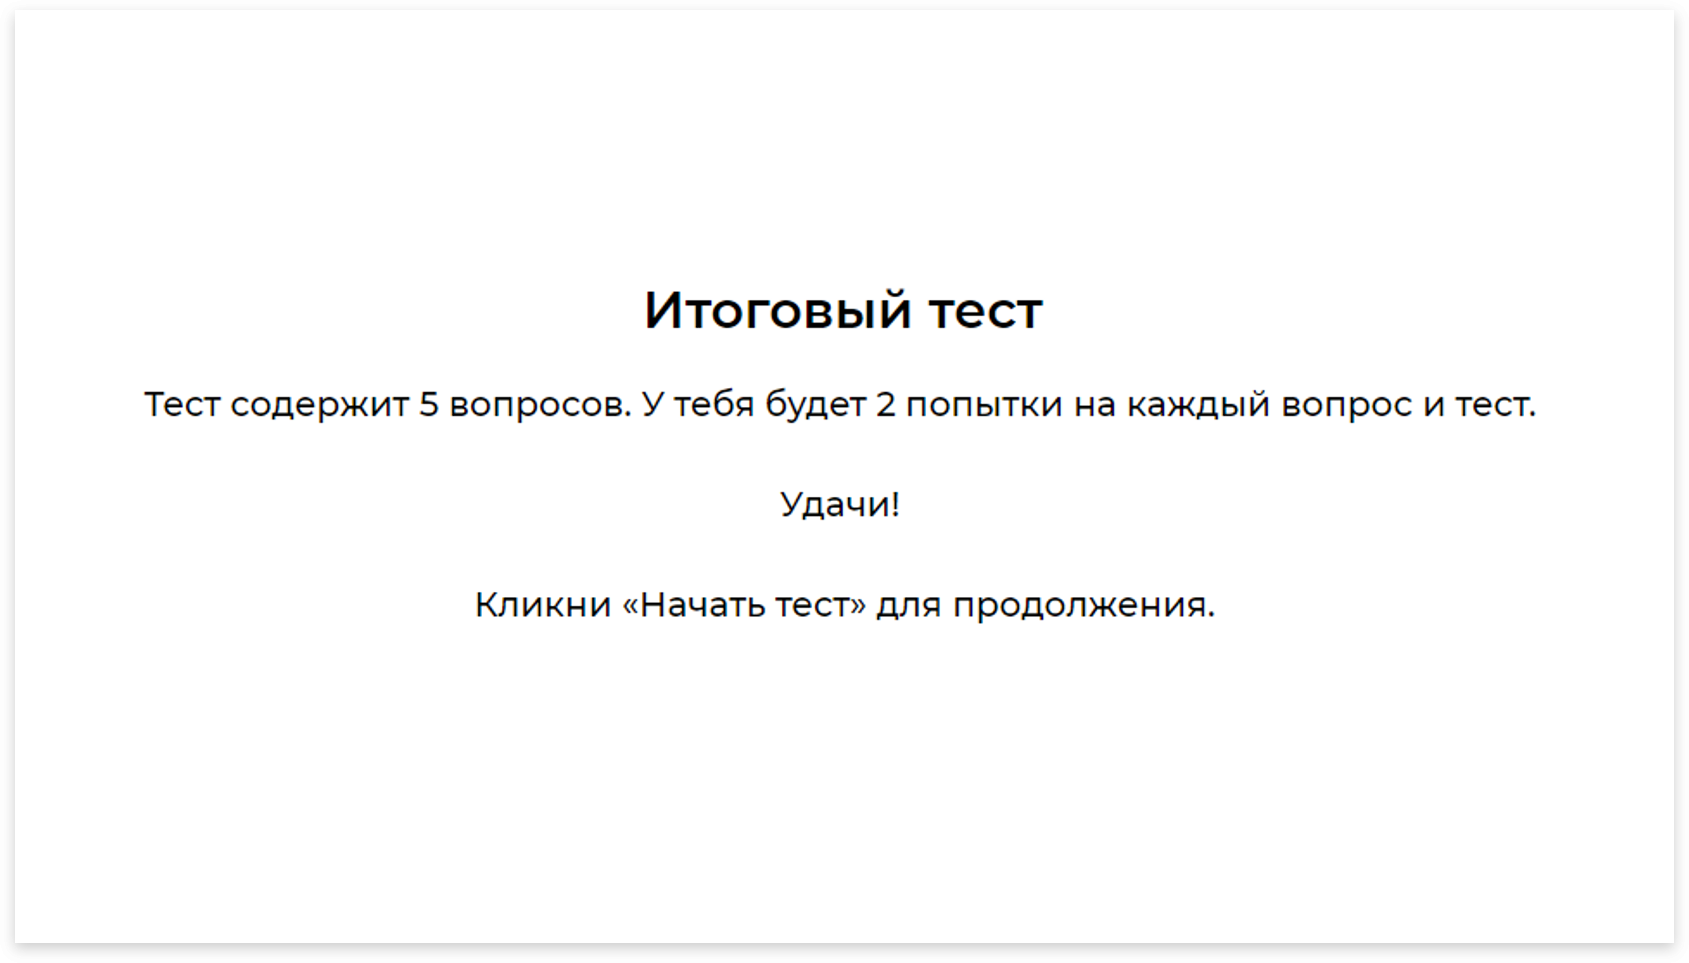 Итоговый тест
Тест содержит 5 вопросов. У тебя будет 2 попытки на каждый вопрос и тест.
Удачи!
Кликни «Начать тест» для продолжения.